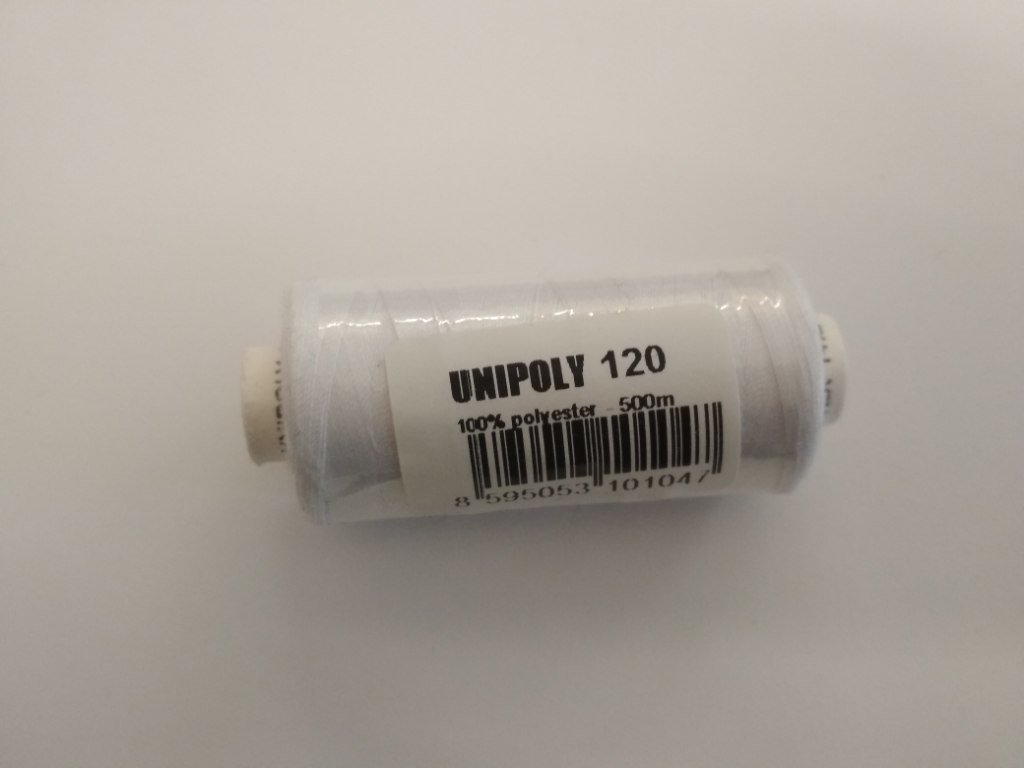 UNIPOLY 120
100% polyester - 500m
8 595053 101047